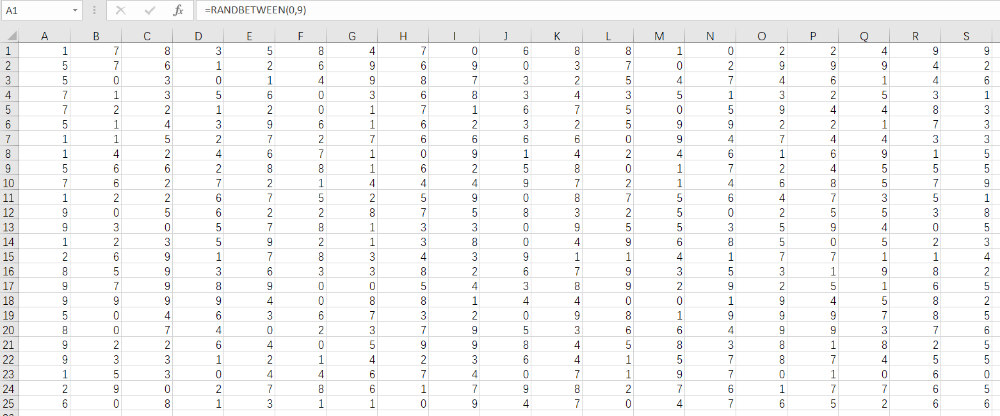 A1 fx =RANDBETWEEN(0,9)
A B C D E F G H I J K L M N O P Q R S
1 1 7 8 3 5 8 4 7 0 6 8 8 1 0 2 2 4 9 9
2 5 7 6 1 2 6 9 6 9 0 3 7 0 2 9 9 9 4 2
3 5 0 3 0 1 4 9 8 7 3 2 5 4 7 4 6 1 4 6
4 7 1 3 5 6 0 3 6 8 3 4 3 5 1 3 2 5 3 1
5 7 2 2 1 2 0 1 7 1 6 7 5 0 5 9 4 4 8 3
6 5 1 4 3 9 6 1 6 2 3 2 5 9 9 2 2 1 7 3
7 1 1 5 2 7 2 7 6 6 6 6 0 9 4 7 4 4 3 3
8 1 4 2 4 6 7 1 0 9 1 4 2 4 6 1 6 9 1 5
9 5 6 6 2 8 8 1 6 2 5 8 0 1 7 2 4 5 5 5
10 7 6 2 7 2 1 4 4 4 9 7 2 1 4 6 8 5 7 9
11 1 2 2 6 7 5 2 5 9 0 8 7 5 6 4 7 3 5 1
12 9 0 5 6 2 2 8 7 5 8 3 2 5 0 2 5 5 3 8
13 9 3 0 5 7 8 1 3 3 0 9 5 5 3 5 9 4 0 5
14 1 2 3 5 9 2 1 3 8 0 4 9 6 8 5 0 5 2 3
15 2 6 9 1 7 8 3 4 3 9 1 1 4 1 7 7 1 1 4
16 8 5 9 3 6 3 3 8 2 6 7 9 3 5 3 1 9 8 2
17 9 7 9 8 9 0 0 5 4 3 8 9 2 9 2 5 1 6 5
18 9 9 9 9 4 0 8 8 1 4 4 0 0 1 9 4 5 8 2
19 5 0 4 6 3 6 7 3 2 0 9 8 1 9 9 9 7 8 5
20 8 0 7 4 0 2 3 7 9 5 3 6 6 4 9 9 3 7 6
21 9 2 2 6 4 0 5 9 9 8 4 5 8 3 8 1 8 2 5
22 9 3 3 1 2 1 4 2 3 6 4 1 5 7 8 7 4 5 5
23 1 5 3 0 4 4 6 7 4 0 7 1 9 7 0 1 0 6 0
24 2 9 0 2 7 8 6 1 7 9 8 2 7 6 1 7 7 6 5
25 6 0 8 1 3 1 1 0 9 4 7 0 4 7 6 5 2 6 6